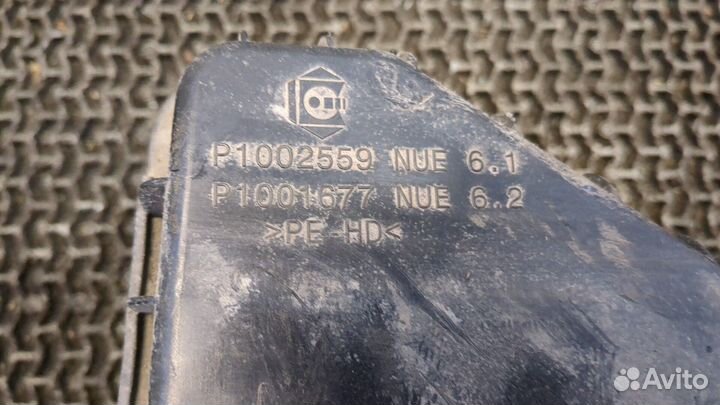 P1002559 NUE 6.1
P1001677 NUE 6.2
>PE-HD<
Avito